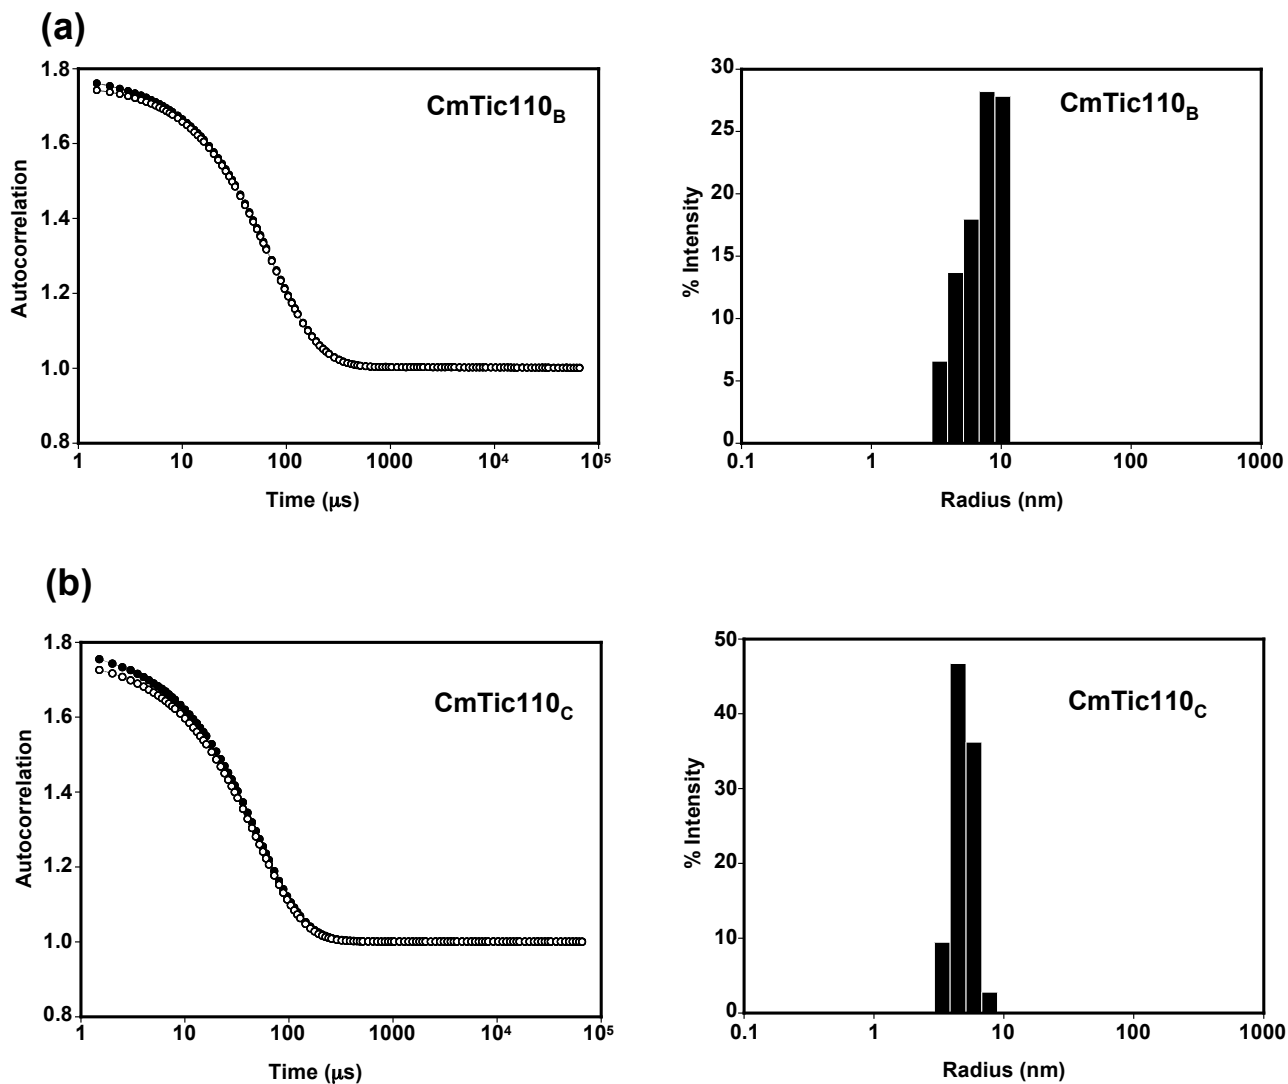 (a)
1.8
1.6
1.4
1.2
1.0
0.8
Autocorrelation
CmTic110B
1 10 100 1000 10⁴ 10⁵
Time (μs)
30
25
20
15
10
5
0
% Intensity
CmTic110B
0.1 1 10 100 1000
Radius (nm)
(b)
1.8
1.6
1.4
1.2
1.0
0.8
Autocorrelation
CmTic110C
1 10 100 1000 10⁴ 10⁵
Time (μs)
50
40
30
20
10
0
% Intensity
CmTic110C
0.1 1 10 100 1000
Radius (nm)